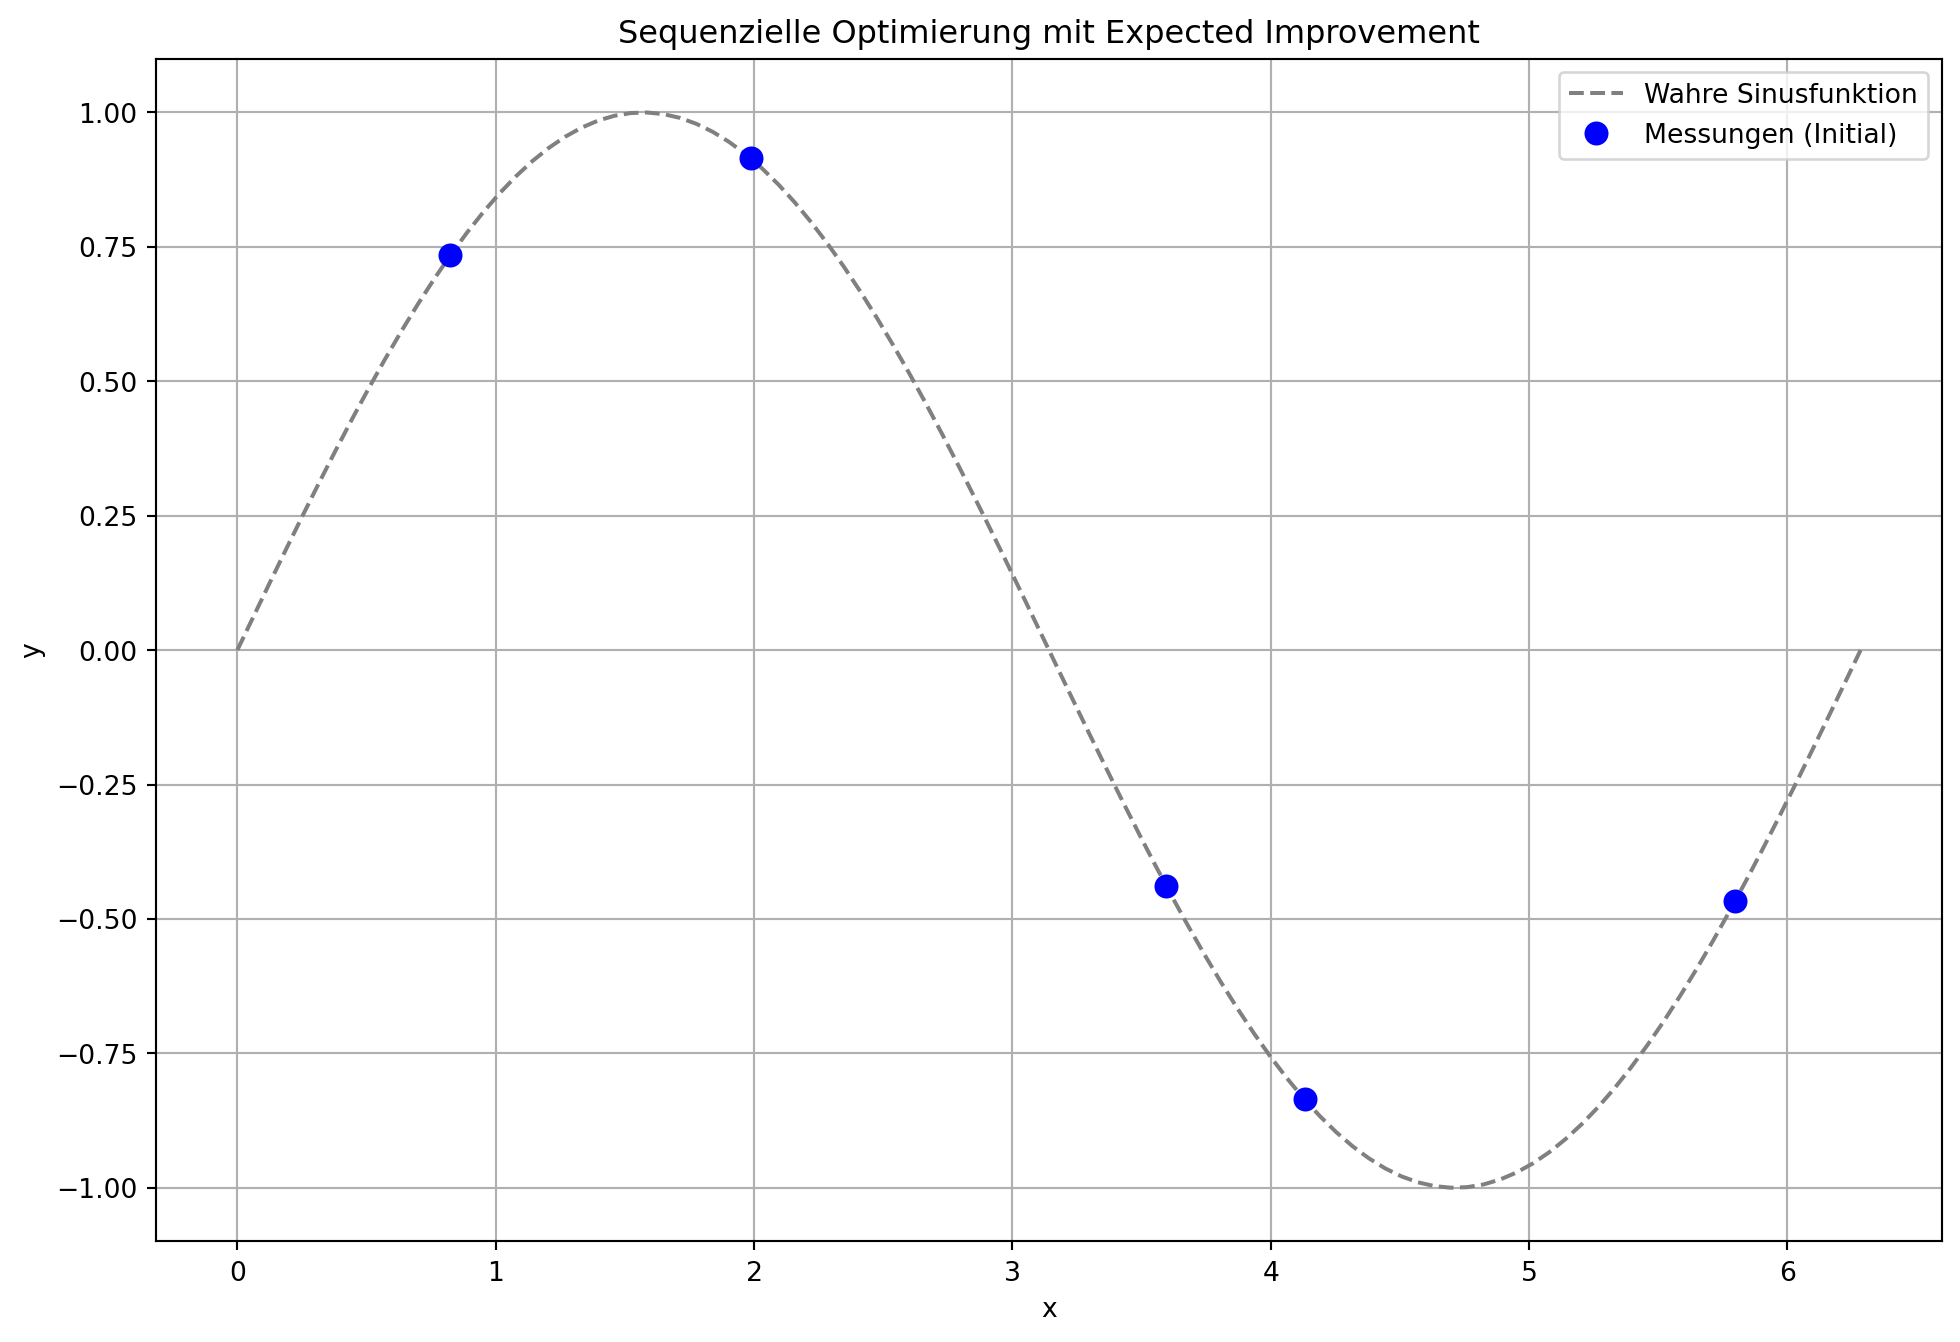 Sequenzielle Optimierung mit Expected Improvement
Wahre Sinusfunktion
Messungen (Initial)
1.00
0.75
0.50
0.25
0.00
−0.25
−0.50
−0.75
−1.00
y
0 1 2 3 4 5 6
x